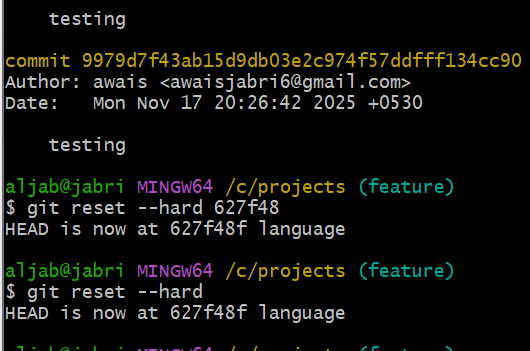 testing
commit 9979d7f43ab15d9db03e2c974f57ddfff134cc90
Author: awais <awaisjabri6@gmail.com>
Date:   Mon Nov 17 20:26:42 2025 +0530
testing
aljab@jabri MINGW64 /c/projects (feature)
$ git reset --hard 627f48
HEAD is now at 627f48f language
aljab@jabri MINGW64 /c/projects (feature)
$ git reset --hard
HEAD is now at 627f48f language